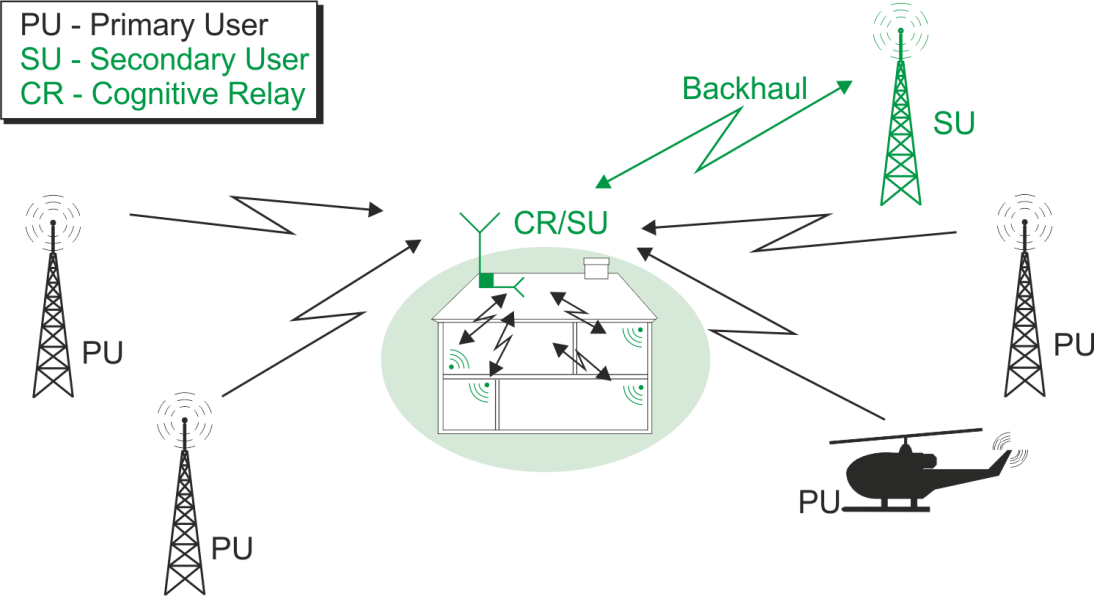 PU - Primary User
SU - Secondary User
CR - Cognitive Relay
Backhaul
SU
CR/SU
PU
PU
PU
PU